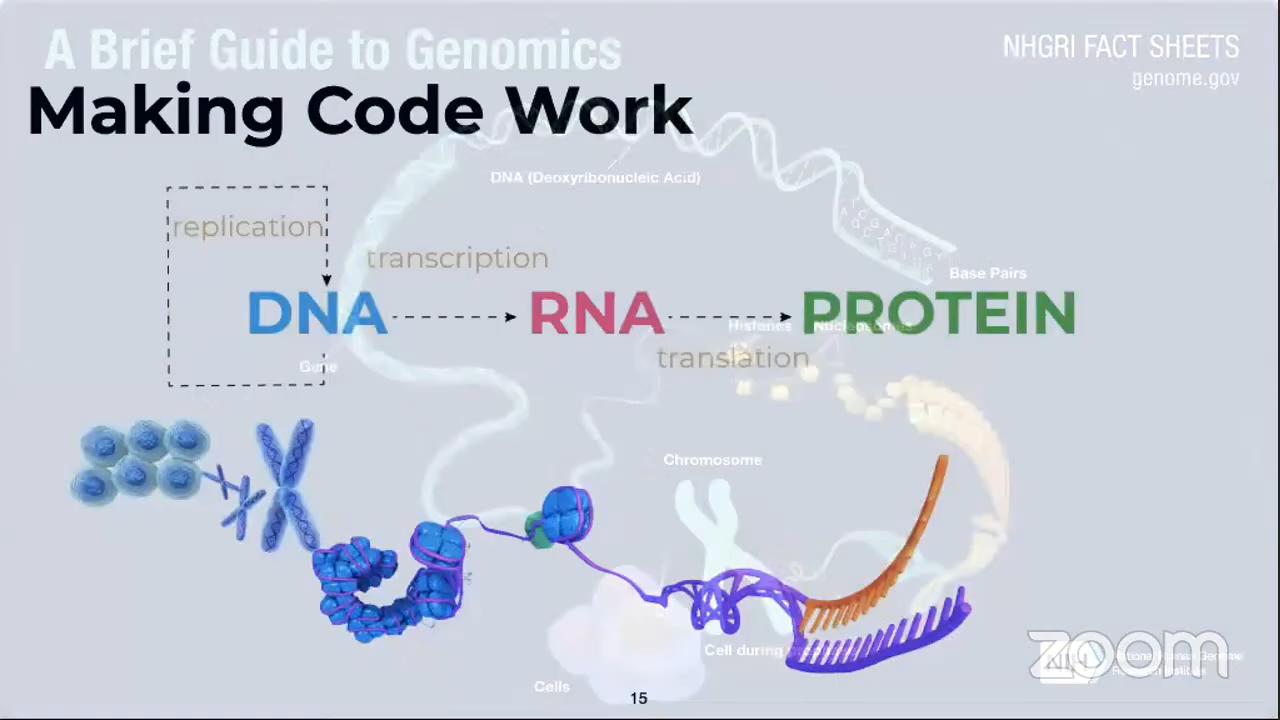 A Brief Guide to Genomics
NHGRI FACT SHEETS
genome.gov
Making Code Work
DNA (Deoxyribonucleic Acid)
replication
transcription
Base Pairs
DNA
RNA
PROTEIN
Histones
translation
Gene
Chromosome
Cell during
Cells
15
zoom